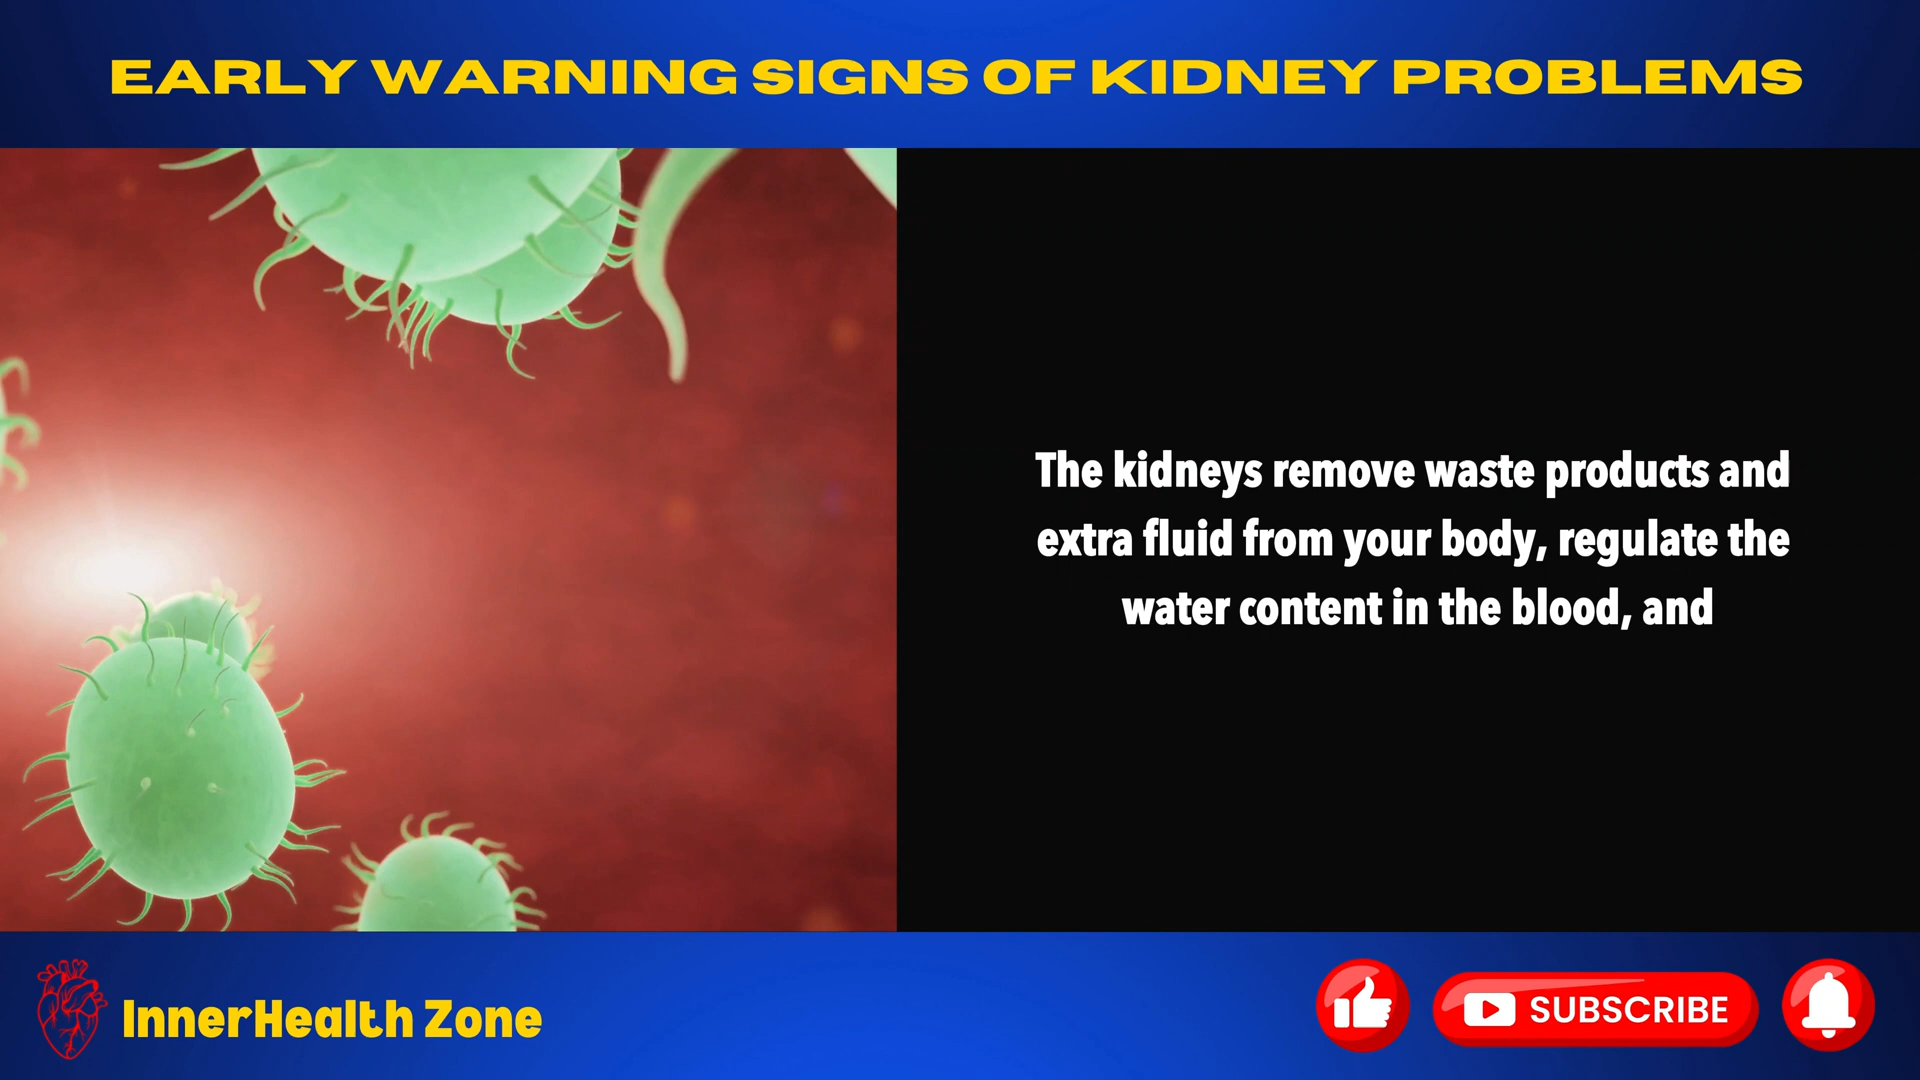 EARLY WARNING SIGNS OF KIDNEY PROBLEMS
The kidneys remove waste products and
extra fluid from your body, regulate the
water content in the blood, and
InnerHealth Zone
SUBSCRIBE